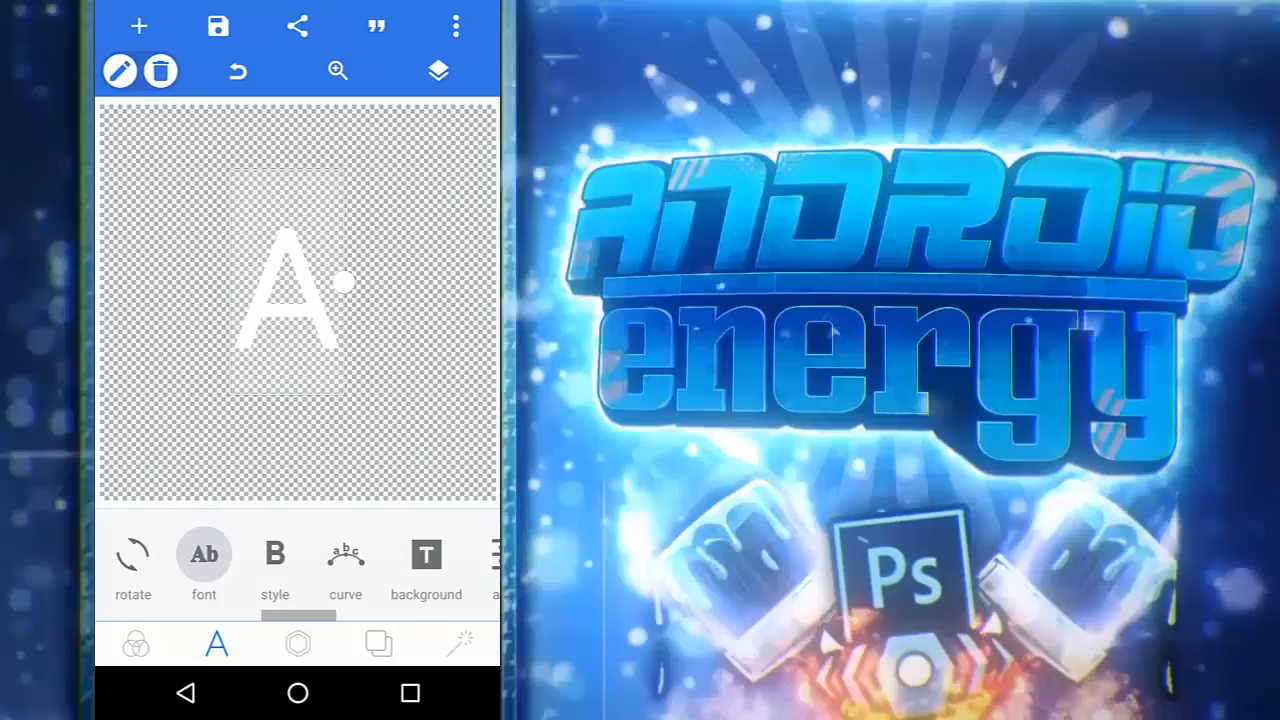 A
rotate
Ab
font
B
style
abc
curve
T
background
A
ANDROID
energy
Ps